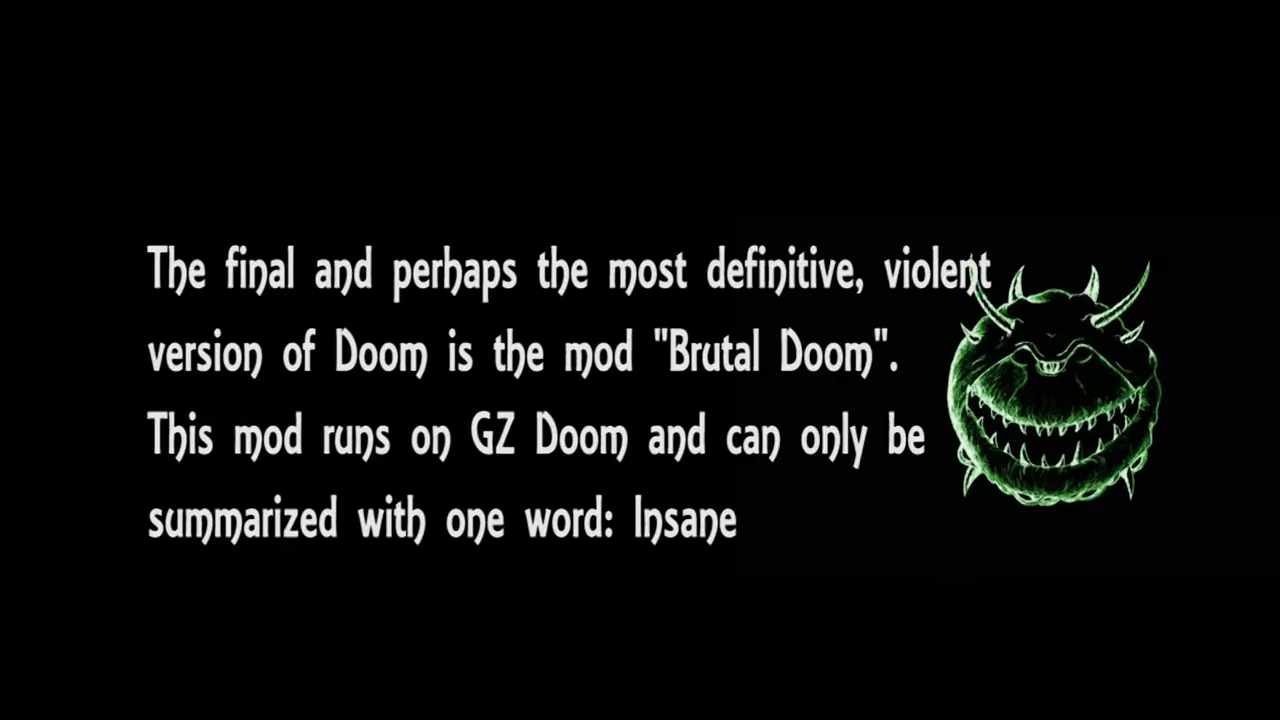 The final and perhaps the most definitive, violent
version of Doom is the mod "Brutal Doom".
This mod runs on GZ Doom and can only be
summarized with one word: Insane